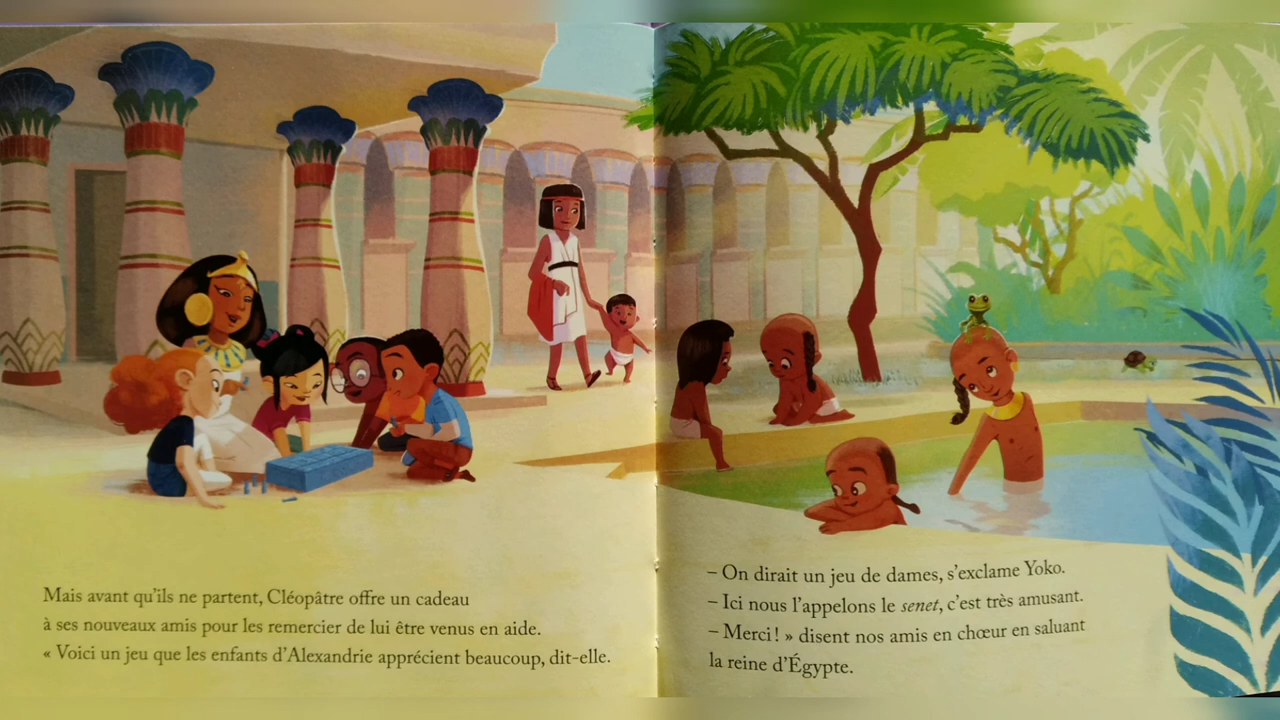 Mais avant qu'ils ne partent, Cléopâtre offre un cadeau
à ses nouveaux amis pour les remercier de lui être venus en aide.
« Voici un jeu que les enfants d'Alexandrie apprécient beaucoup, dit-elle.
– On dirait un jeu de dames, s'exclame Yoko.
– Ici nous l'appelons le senet, c'est très amusant.
– Merci ! » disent nos amis en chœur en saluant
la reine d'Égypte.